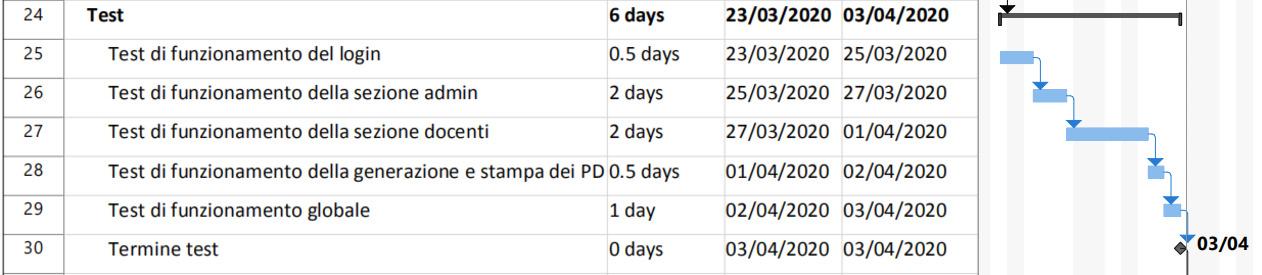 24 Test 6 days 23/03/2020 03/04/2020
25 Test di funzionamento del login 0.5 days 23/03/2020 25/03/2020
26 Test di funzionamento della sezione admin 2 days 25/03/2020 27/03/2020
27 Test di funzionamento della sezione docenti 2 days 27/03/2020 01/04/2020
28 Test di funzionamento della generazione e stampa dei PD 0.5 days 01/04/2020 02/04/2020
29 Test di funzionamento globale 1 day 02/04/2020 03/04/2020
30 Termine test 0 days 03/04/2020 03/04/2020 03/04